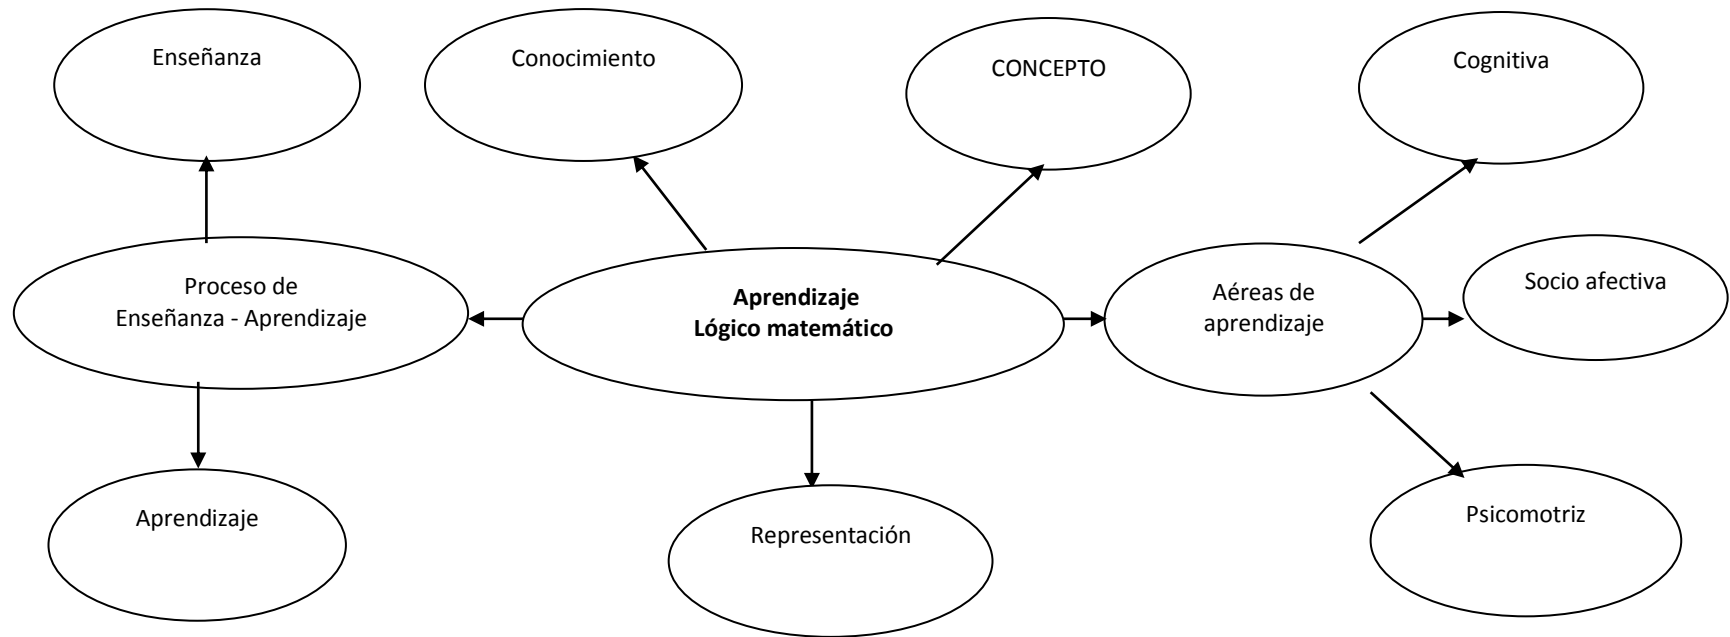 Enseñanza
Conocimiento
CONCEPTO
Cognitiva
Proceso de
Enseñanza - Aprendizaje
Aprendizaje
Lógico matemático
Aéreas de
aprendizaje
Socio afectiva
Aprendizaje
Representación
Psicomotriz